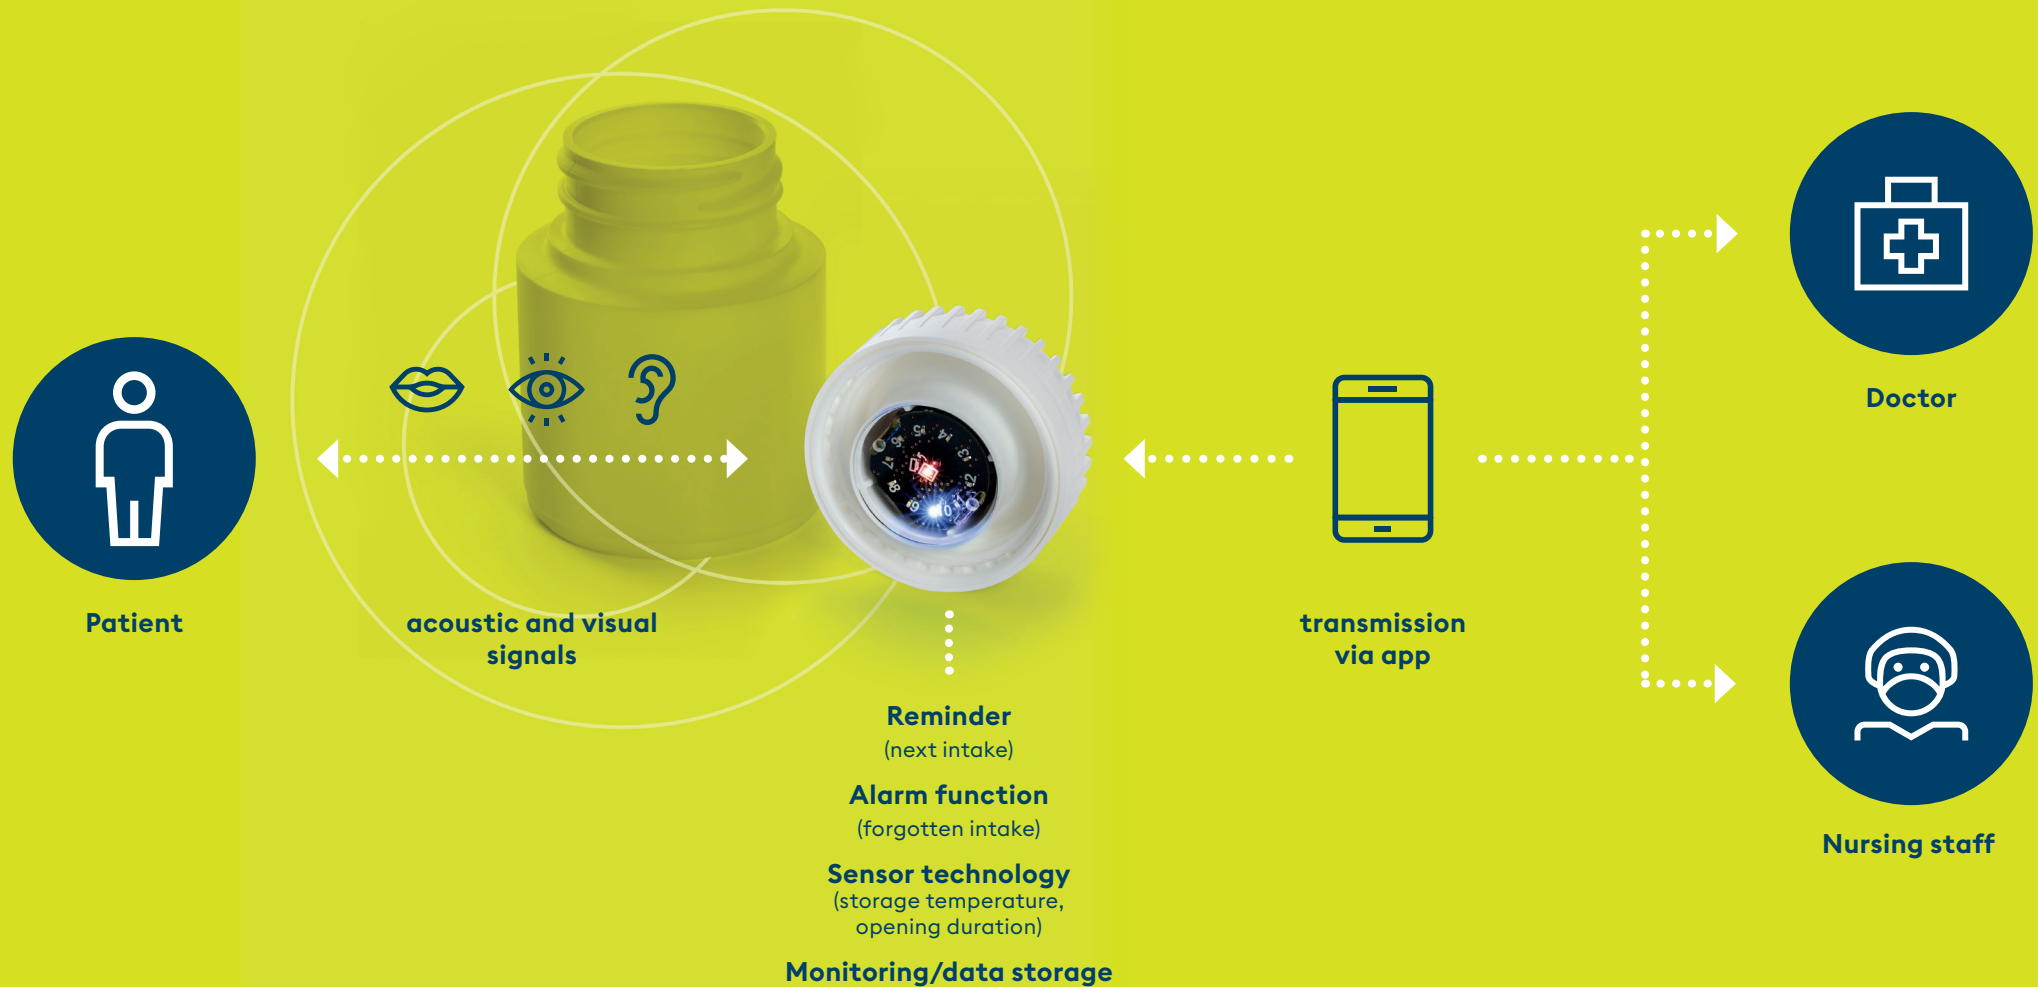 Patient
acoustic and visual
signals
Reminder
(next intake)
Alarm function
(forgotten intake)
Sensor technology
(storage temperature,
opening duration)
Monitoring/data storage
transmission
via app
Doctor
Nursing staff